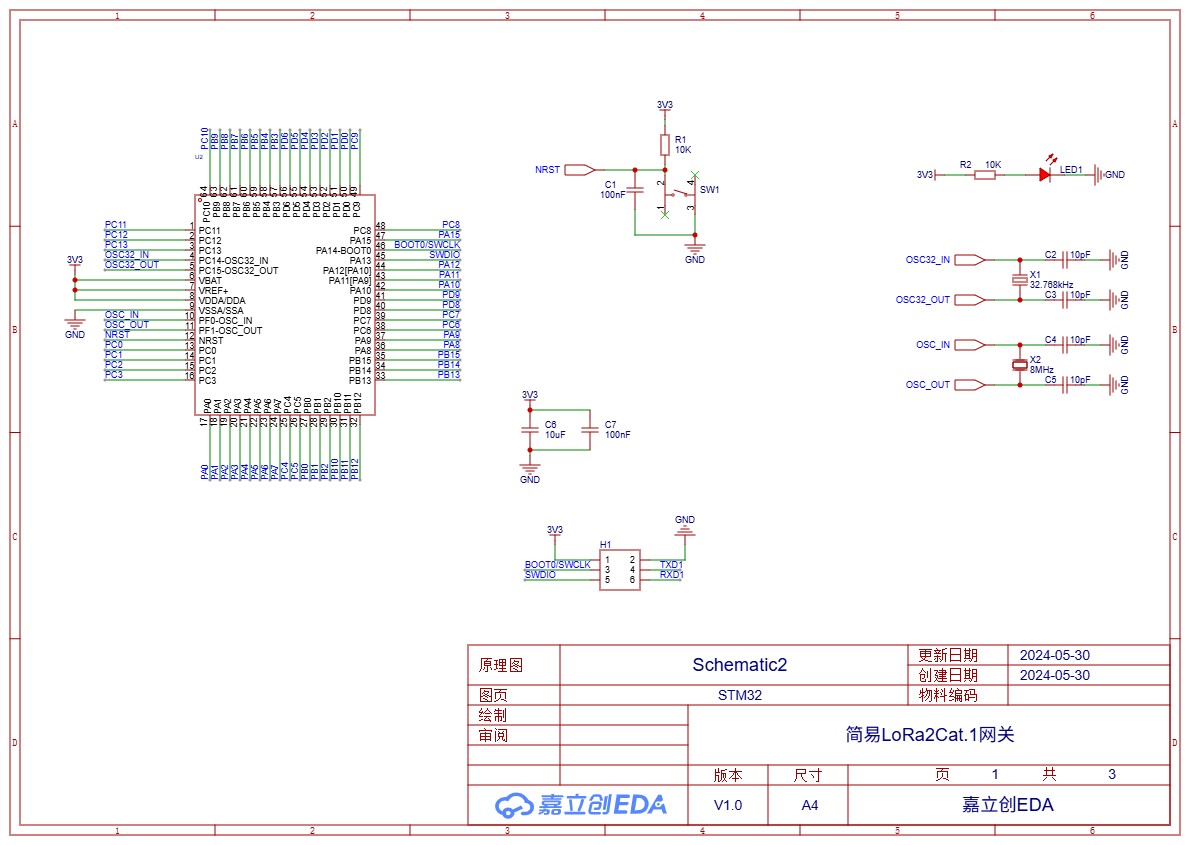 1 2 3 4 5 6
A
A
B
B
C
C
D
D
U2
PC10 PB9 PB8 PB7 PB6 PB5 PB4 PB3 PD6 PD5 PD4 PD3 PD2 PD1 PD0 PC9
64 63 62 61 60 59 58 57 56 55 54 53 52 51 50 49
PC10 PB9 PB8 PB7 PB6 PB5 PB4 PB3 PD6 PD5 PD4 PD3 PD2 PD1 PD0 PC9
PC11 1 PC11 PC8 48 PC8
PC12 2 PC12 PA15 47 PA15
PC13 3 PC13 PA14-BOOT0 46 BOOT0/SWCLK
OSC32_IN 4 PC14-OSC32_IN PA13 45 SWDIO
OSC32_OUT 5 PC15-OSC32_OUT PA12[PA10] 44 PA12
3V3
6 VBAT PA11[PA9] 43 PA11
7 VREF+ PA10 42 PA10
8 VDDA/DDA PD9 41 PD9
9 VSSA/SSA PD8 40 PD8
OSC_IN 10 PF0-OSC_IN PC7 39 PC7
OSC_OUT 11 PF1-OSC_OUT PC6 38 PC6
GND
NRST 12 NRST PA9 37 PA9
PC0 13 PC0 PA8 36 PA8
PC1 14 PC1 PB15 35 PB15
PC2 15 PC2 PB14 34 PB14
PC3 16 PC3 PB13 33 PB13
PA0 PA1 PA2 PA3 PA4 PA5 PA6 PA7 PC4 PC5 PB0 PB1 PB2 PB10 PB11 PB12
17 18 19 20 21 22 23 24 25 26 27 28 29 30 31 32
PA0 PA1 PA2 PA3 PA4 PA5 PA6 PA7 PC4 PC5 PB0 PB1 PB2 PB10 PB11 PB12
3V3
R1
10K
NRST
C1
100nF
2 4
1 3
SW1
GND
R2 10K
3V3 LED1 GND
OSC32_IN C2 10pF GND
X1
32.768kHz
OSC32_OUT C3 10pF GND
OSC_IN C4 10pF GND
X2
8MHz
OSC_OUT C5 10pF GND
3V3
C6
10uF
C7
100nF
GND
3V3
GND
H1
1 2
BOOT0/SWCLK 3 4 TXD1
SWDIO 5 6 RXD1
原理图 Schematic2
更新日期 2024-05-30
创建日期 2024-05-30
图页 STM32 物料编码
绘制
审阅
简易LoRa2Cat.1网关
版本 尺寸 页 1 共 3
嘉立创EDA V1.0 A4 嘉立创EDA
1 2 3 4 5 6